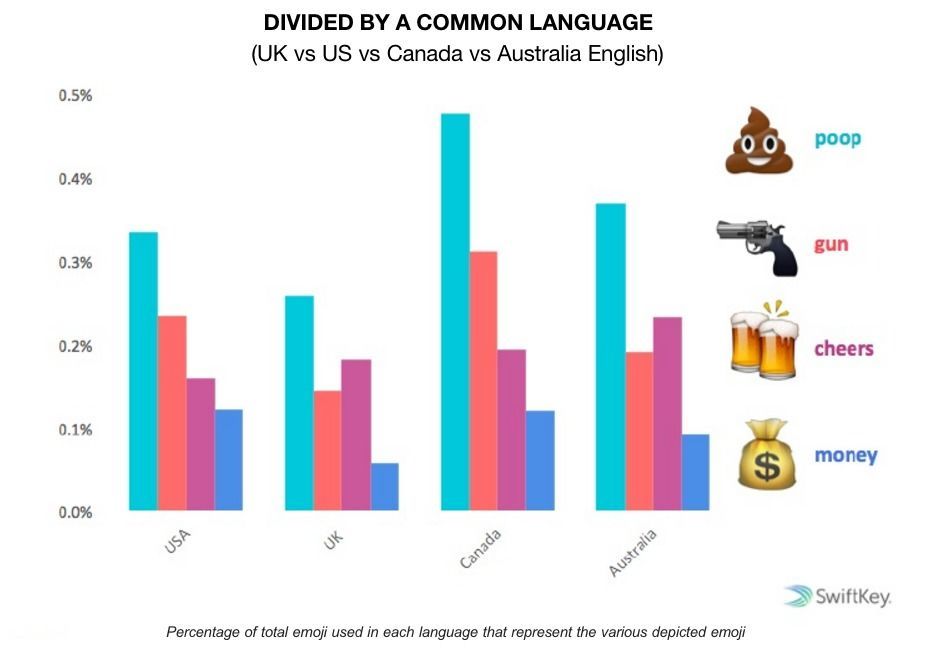 DIVIDED BY A COMMON LANGUAGE
(UK vs US vs Canada vs Australia English)
0.5%
0.4%
0.3%
0.2%
0.1%
0.0%
USA
UK
Canada
Australia
poop
gun
cheers
$
money
SwiftKey.
Percentage of total emoji used in each language that represent the various depicted emoji